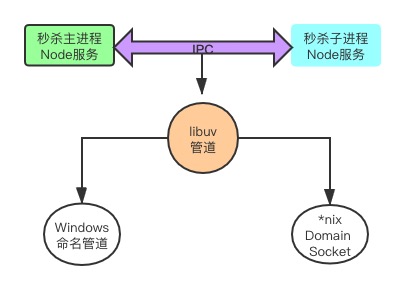 秒杀主进程
Node服务
IPC
秒杀子进程
Node服务
libuv
管道
Windows
命名管道
*nix
Domain
Socket